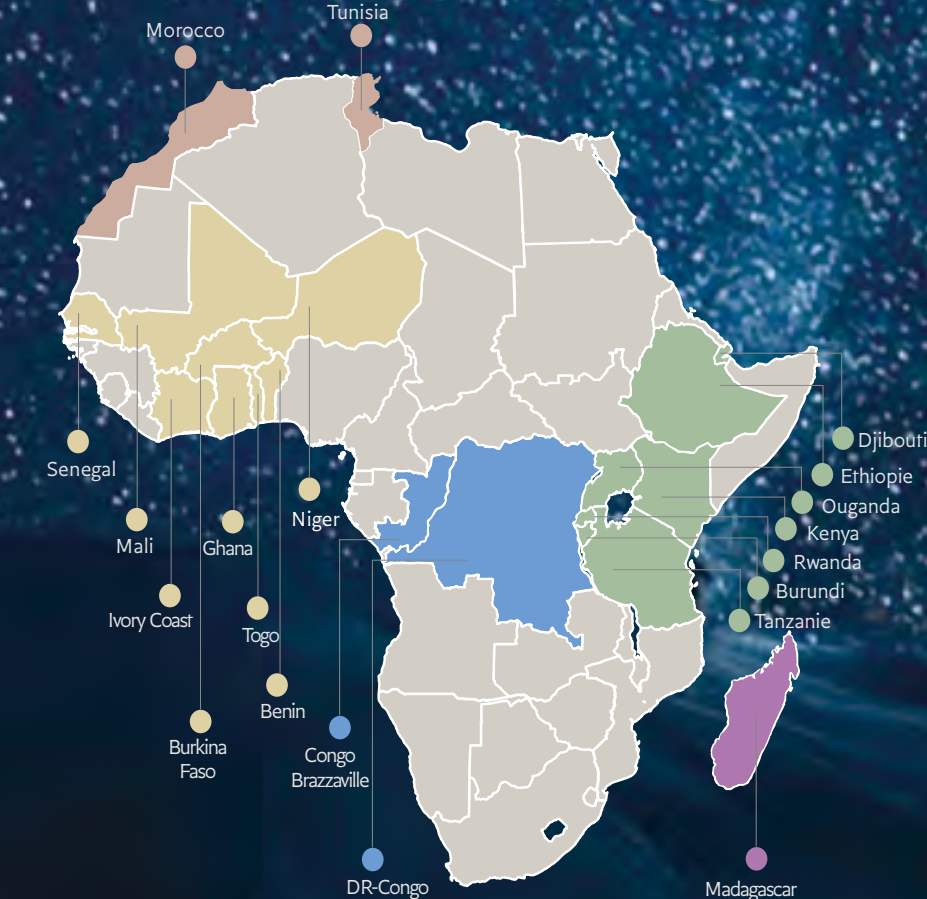 Tunisia
Morocco
Djibouti
Senegal
Ethiopie
Ouganda
Niger
Kenya
Mali
Ghana
Rwanda
Burundi
Ivory Coast
Tanzanie
Togo
Benin
Burkina
Faso
Congo
Brazzaville
DR-Congo
Madagascar